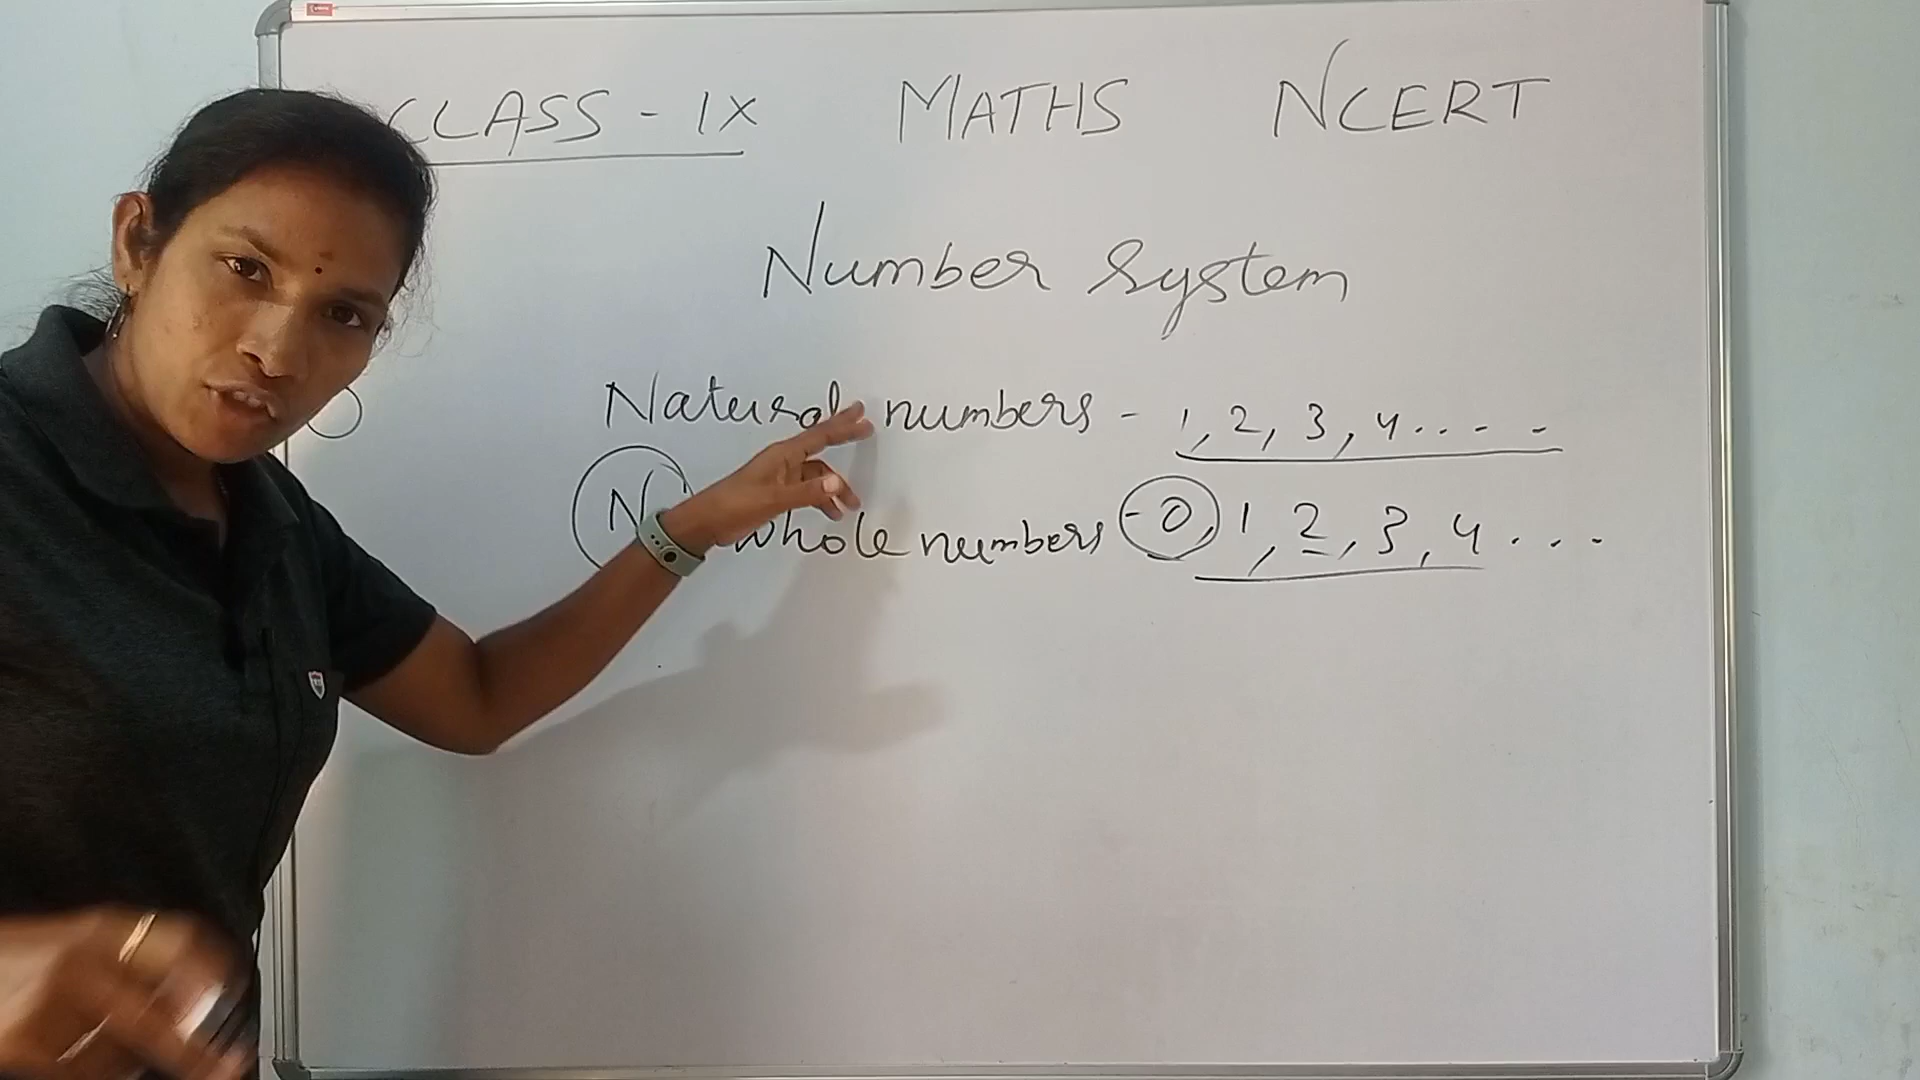 CLASS - IX MATHS NCERT
Number System
Natural numbers - 1, 2, 3, 4....
N whole numbers - 0, 1, 2, 3, 4...